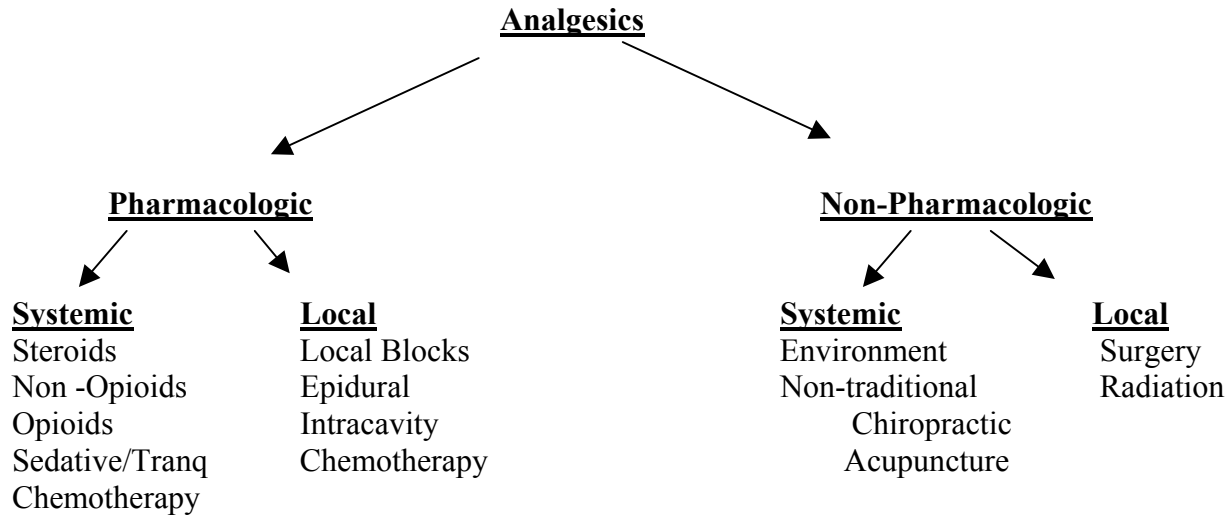 Analgesics
Pharmacologic
Non-Pharmacologic
Systemic
Steroids
Non -Opioids
Opioids
Sedative/Tranq
Chemotherapy
Local
Local Blocks
Epidural
Intracavity
Chemotherapy
Systemic
Environment
Non-traditional
Chiropractic
Acupuncture
Local
Surgery
Radiation